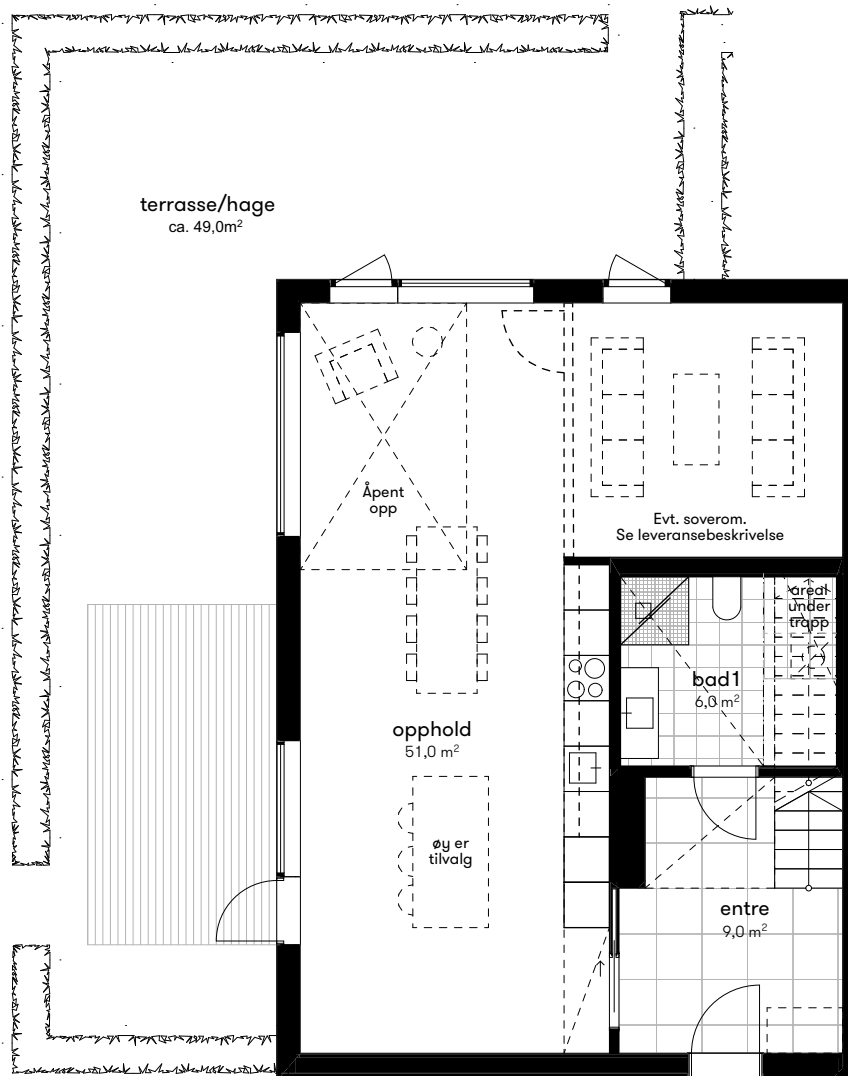 terrasse/hage
ca. 49,0m²
Åpent
opp
Evt. soverom.
Se leveransebeskrivelse
areal
under
trapp
bad1
6,0 m²
opphold
51,0 m²
øy er
tilvalg
entre
9,0 m²